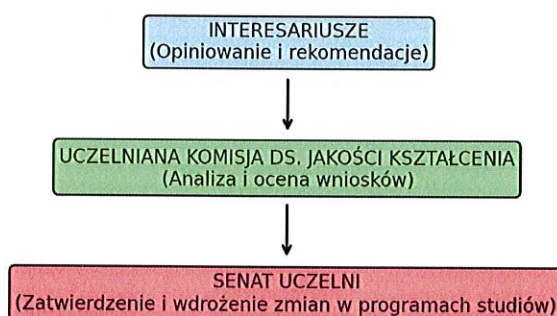 INTERESARIUSZE
(Opiniowanie i rekomendacje)
UCZELNIANA KOMISJA DS. JAKOŚCI KSZTAŁCENIA
(Analiza i ocena wniosków)
SENAT UCZELNI
(Zatwierdzenie i wdrożenie zmian w programach studiów)